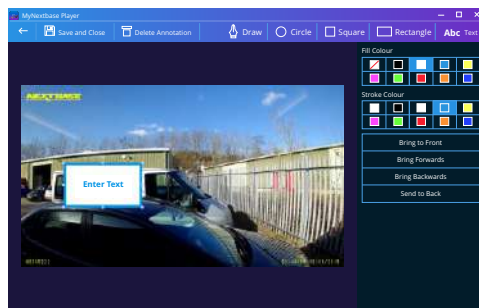 MyNextbase Player
Save and Close
Delete Annotation
Draw
Circle
Square
Rectangle
Abc Text
Fill Colour
NEXTBASE
Enter Text
Stroke Colour
Bring to Front
Bring Forwards
Bring Backwards
Send to Back